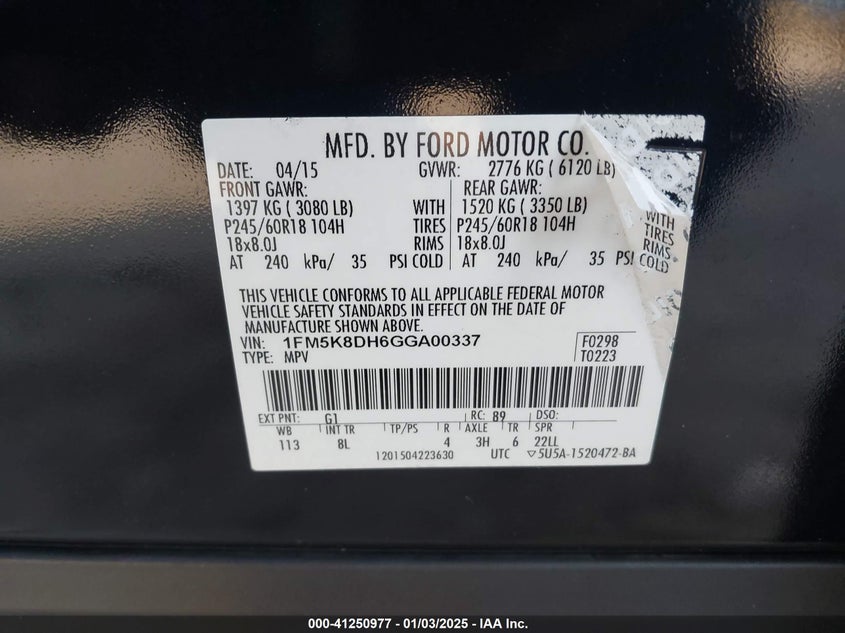 MFD. BY FORD MOTOR CO.
DATE: 04/15 GVWR: 2776 KG ( 6120 LB)
FRONT GAWR: REAR GAWR:
1397 KG ( 3080 LB) WITH 1520 KG ( 3350 LB) WITH
P245/60R18 104H TIRES P245/60R18 104H TIRES
18x8.0J RIMS 18x8.0J RIMS
AT 240 kPa/ 35 PSI COLD AT 240 kPa/ 35 PSI COLD
THIS VEHICLE CONFORMS TO ALL APPLICABLE FEDERAL MOTOR
VEHICLE SAFETY STANDARDS IN EFFECT ON THE DATE OF
MANUFACTURE SHOWN ABOVE.
VIN: 1FM5K8DH6GGA00337 F0298
TYPE: MPV T0223
EXT PNT: G1 RC: 89 DSO:
WB INT TR TP/PS R AXLE TR SPR
113 8L 4 3H 6 22LL
1201504223630 UTC ▽5U5A-1520472-BA
000-41250977 - 01/03/2025 - IAA Inc.